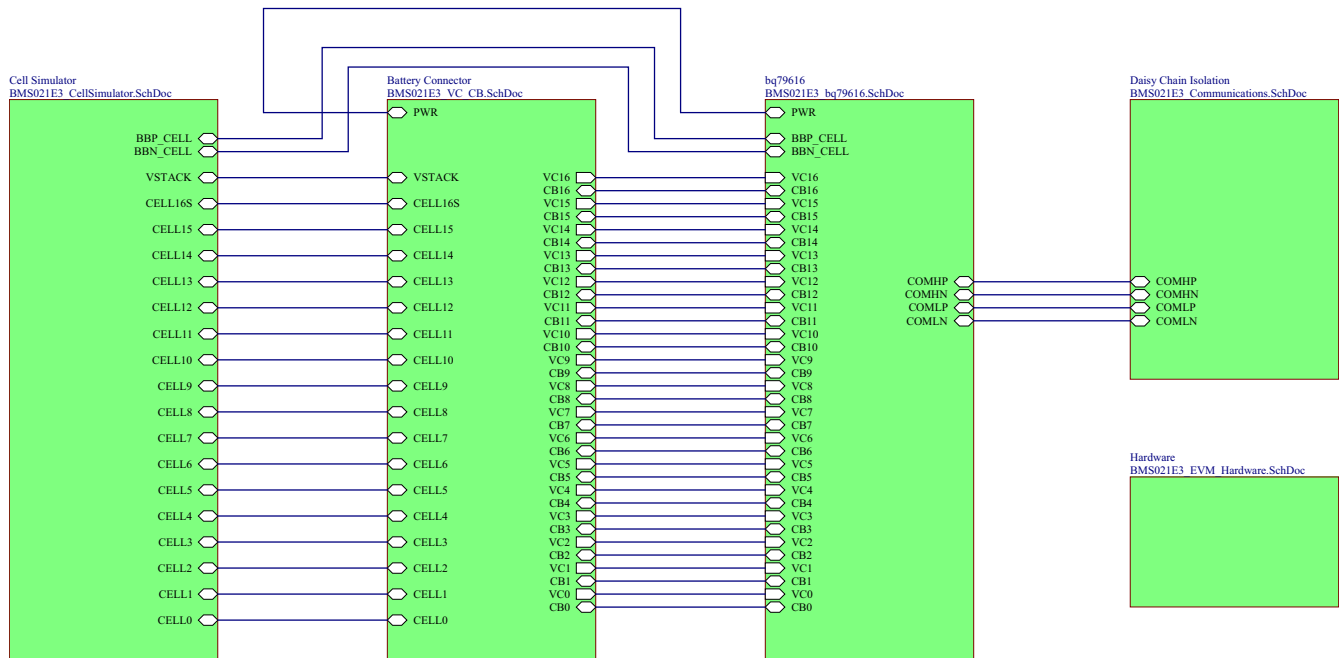 Cell Simulator
BMS021E3_CellSimulator.SchDoc
BBP_CELL
BBN_CELL
VSTACK
CELL16S
CELL15
CELL14
CELL13
CELL12
CELL11
CELL10
CELL9
CELL8
CELL7
CELL6
CELL5
CELL4
CELL3
CELL2
CELL1
CELL0
Battery Connector
BMS021E3_VC_CB.SchDoc
PWR
VSTACK
CELL16S
CELL15
CELL14
CELL13
CELL12
CELL11
CELL10
CELL9
CELL8
CELL7
CELL6
CELL5
CELL4
CELL3
CELL2
CELL1
CELL0
VC16
CB16
VC15
CB15
VC14
CB14
VC13
CB13
VC12
CB12
VC11
CB11
VC10
CB10
VC9
CB9
VC8
CB8
VC7
CB7
VC6
CB6
VC5
CB5
VC4
CB4
VC3
CB3
VC2
CB2
VC1
CB1
VC0
CB0
bq79616
BMS021E3_bq79616.SchDoc
PWR
BBP_CELL
BBN_CELL
VC16
CB16
VC15
CB15
VC14
CB14
VC13
CB13
VC12
CB12
VC11
CB11
VC10
CB10
VC9
CB9
VC8
CB8
VC7
CB7
VC6
CB6
VC5
CB5
VC4
CB4
VC3
CB3
VC2
CB2
VC1
CB1
VC0
CB0
COMHP
COMHN
COMLP
COMLN
Daisy Chain Isolation
BMS021E3_Communications.SchDoc
COMHP
COMHN
COMLP
COMLN
Hardware
BMS021E3_EVM_Hardware.SchDoc